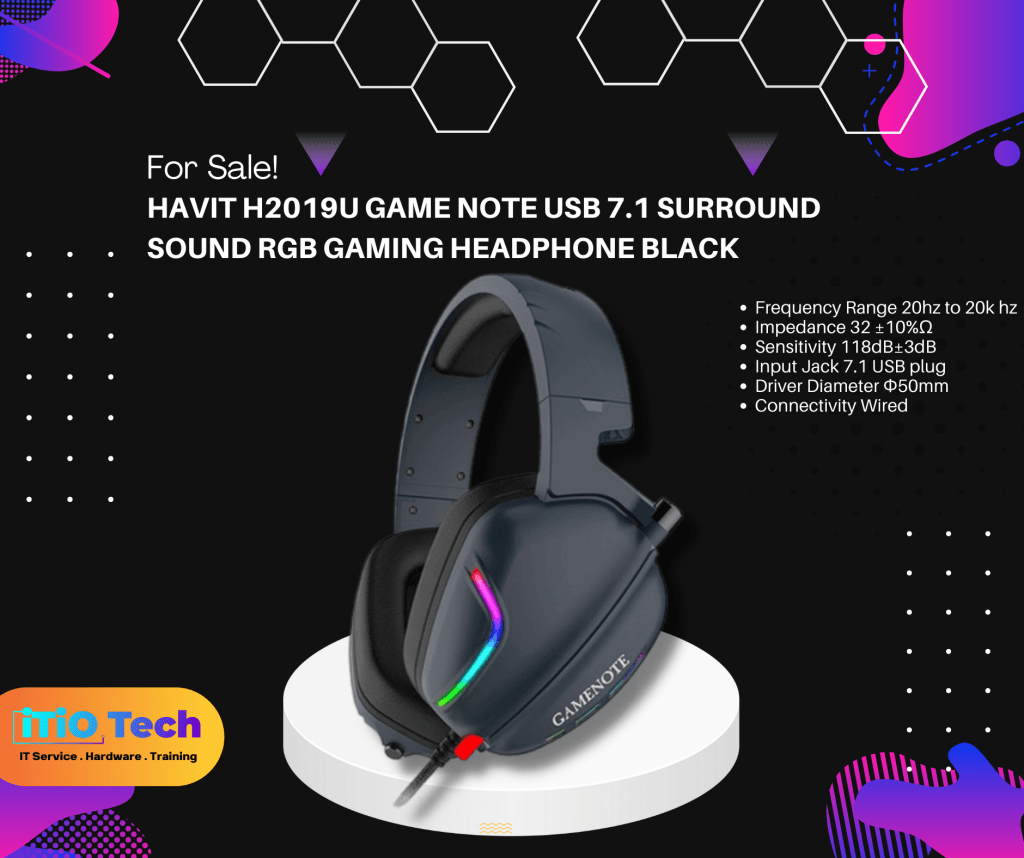 For Sale!
HAVIT H2019U GAME NOTE USB 7.1 SURROUND
SOUND RGB GAMING HEADPHONE BLACK
• Frequency Range 20hz to 20k hz
• Impedance 32 ±10%Ω
• Sensitivity 118dB±3dB
• Input Jack 7.1 USB plug
• Driver Diameter Φ50mm
• Connectivity Wired
GAMENOTE
iTiO Tech
IT Service . Hardware . Training